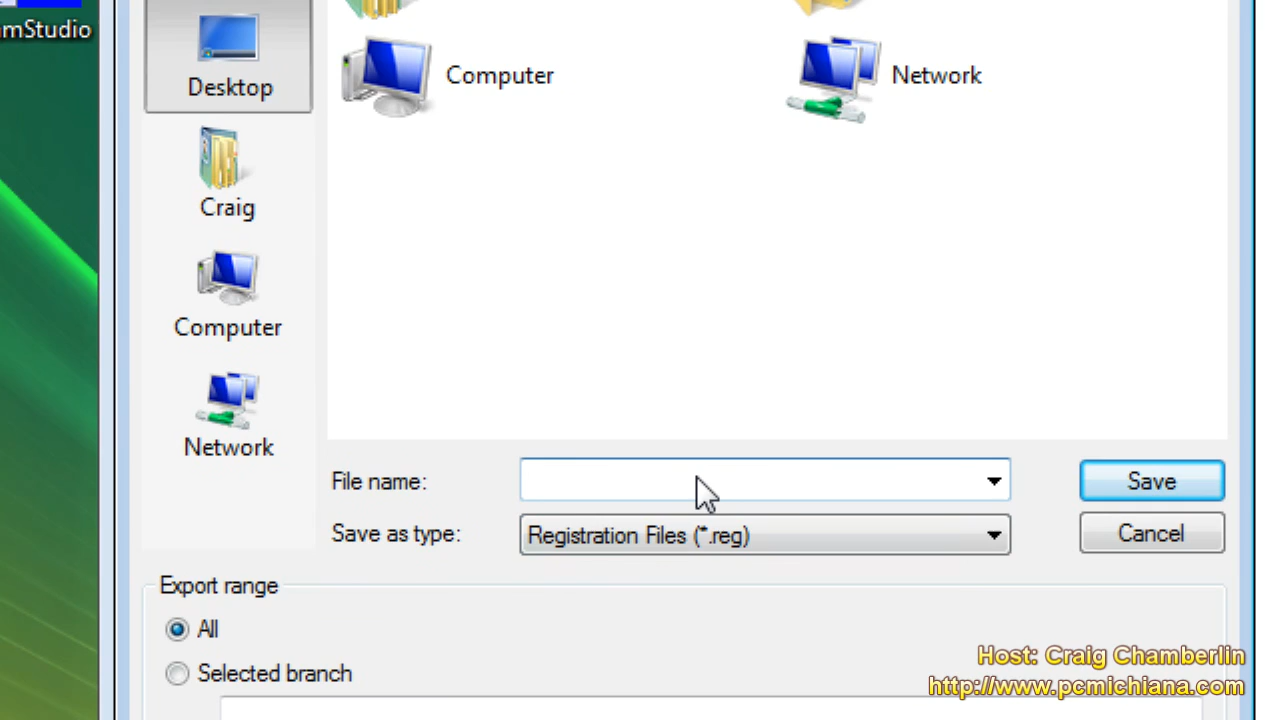 mStudio
Desktop
Computer
Network
Craig
Computer
Network
File name:
Save
Save as type:
Registration Files (*.reg)
Cancel
Export range
All
Selected branch
Host: Craig Chamberlin
http://www.pcmichiana.com